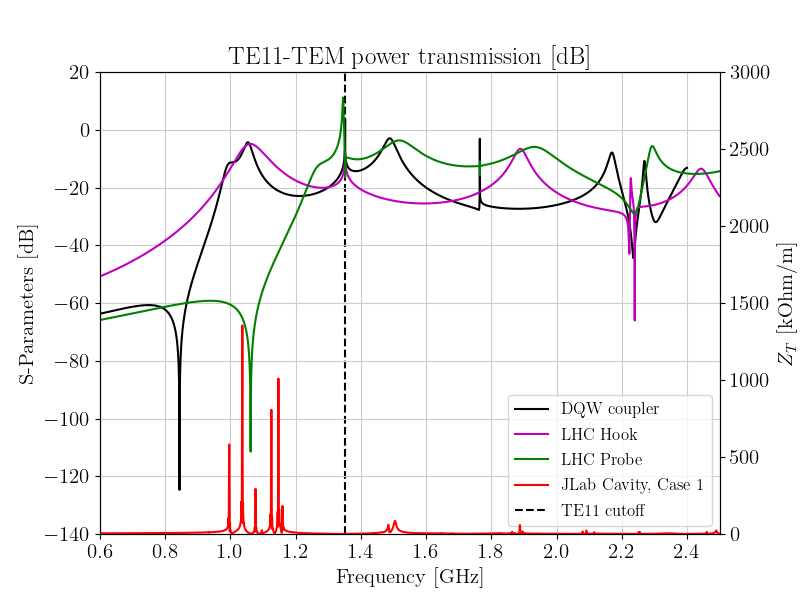 TE11-TEM power transmission [dB]
20
0
−20
−40
−60
−80
−100
−120
−140
S-Parameters [dB]
3000
2500
2000
1500
1000
500
0
Z_T [kOhm/m]
DQW coupler
LHC Hook
LHC Probe
JLab Cavity, Case 1
TE11 cutoff
0.6 0.8 1.0 1.2 1.4 1.6 1.8 2.0 2.2 2.4
Frequency [GHz]